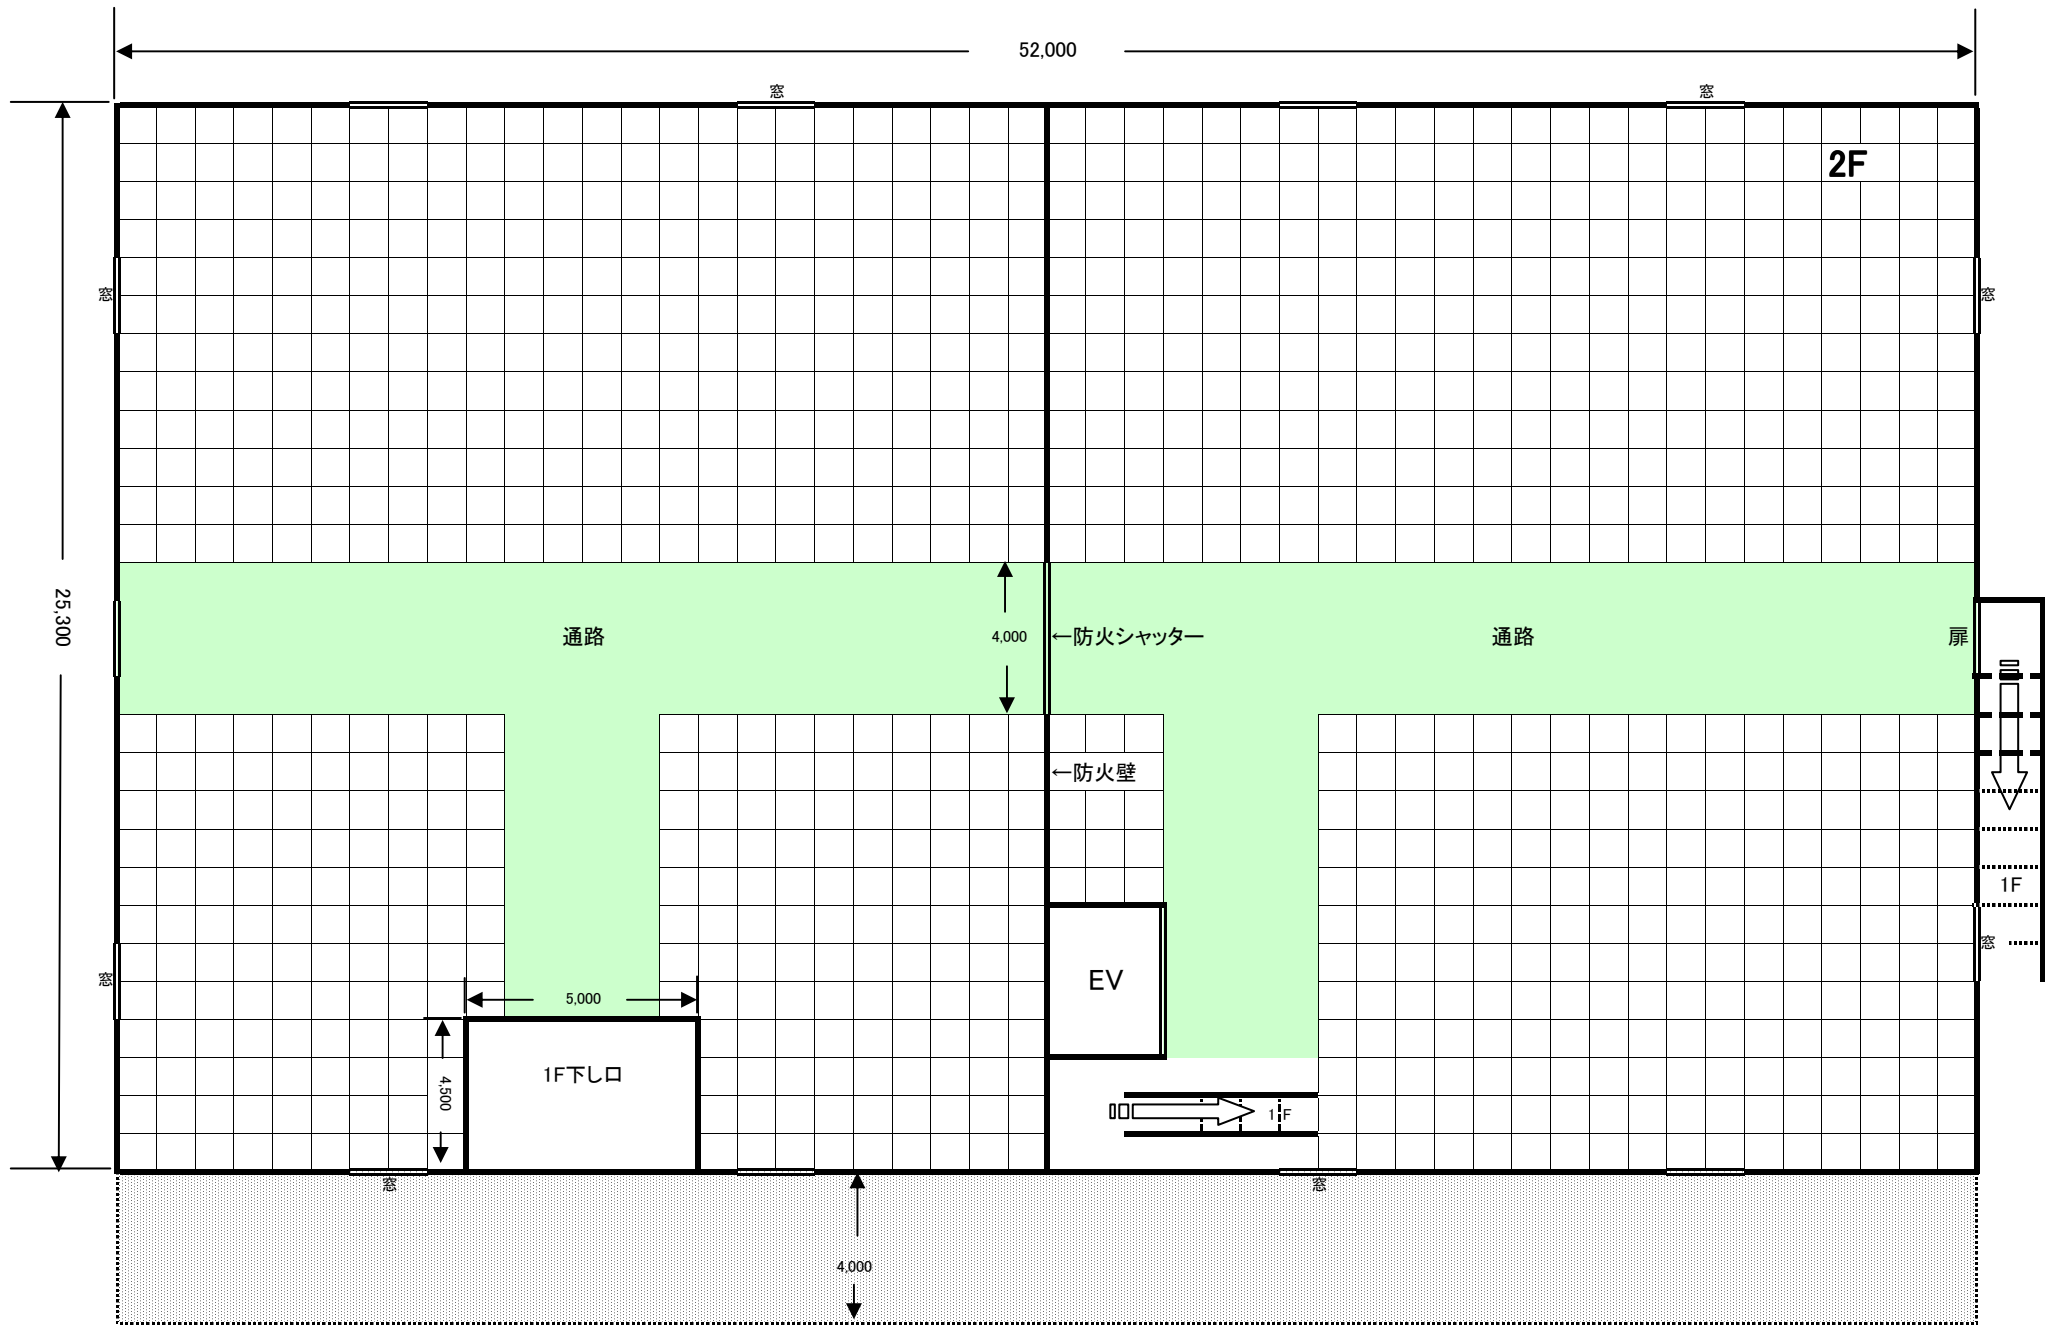 52,000
窓
窓
2F
窓
窓
25,300
通路
4,000
←防火シャッター
通路
扉
←防火壁
1F
窓
窓
EV
5,000
1F下し口
4,500
1F
窓
窓
4,000